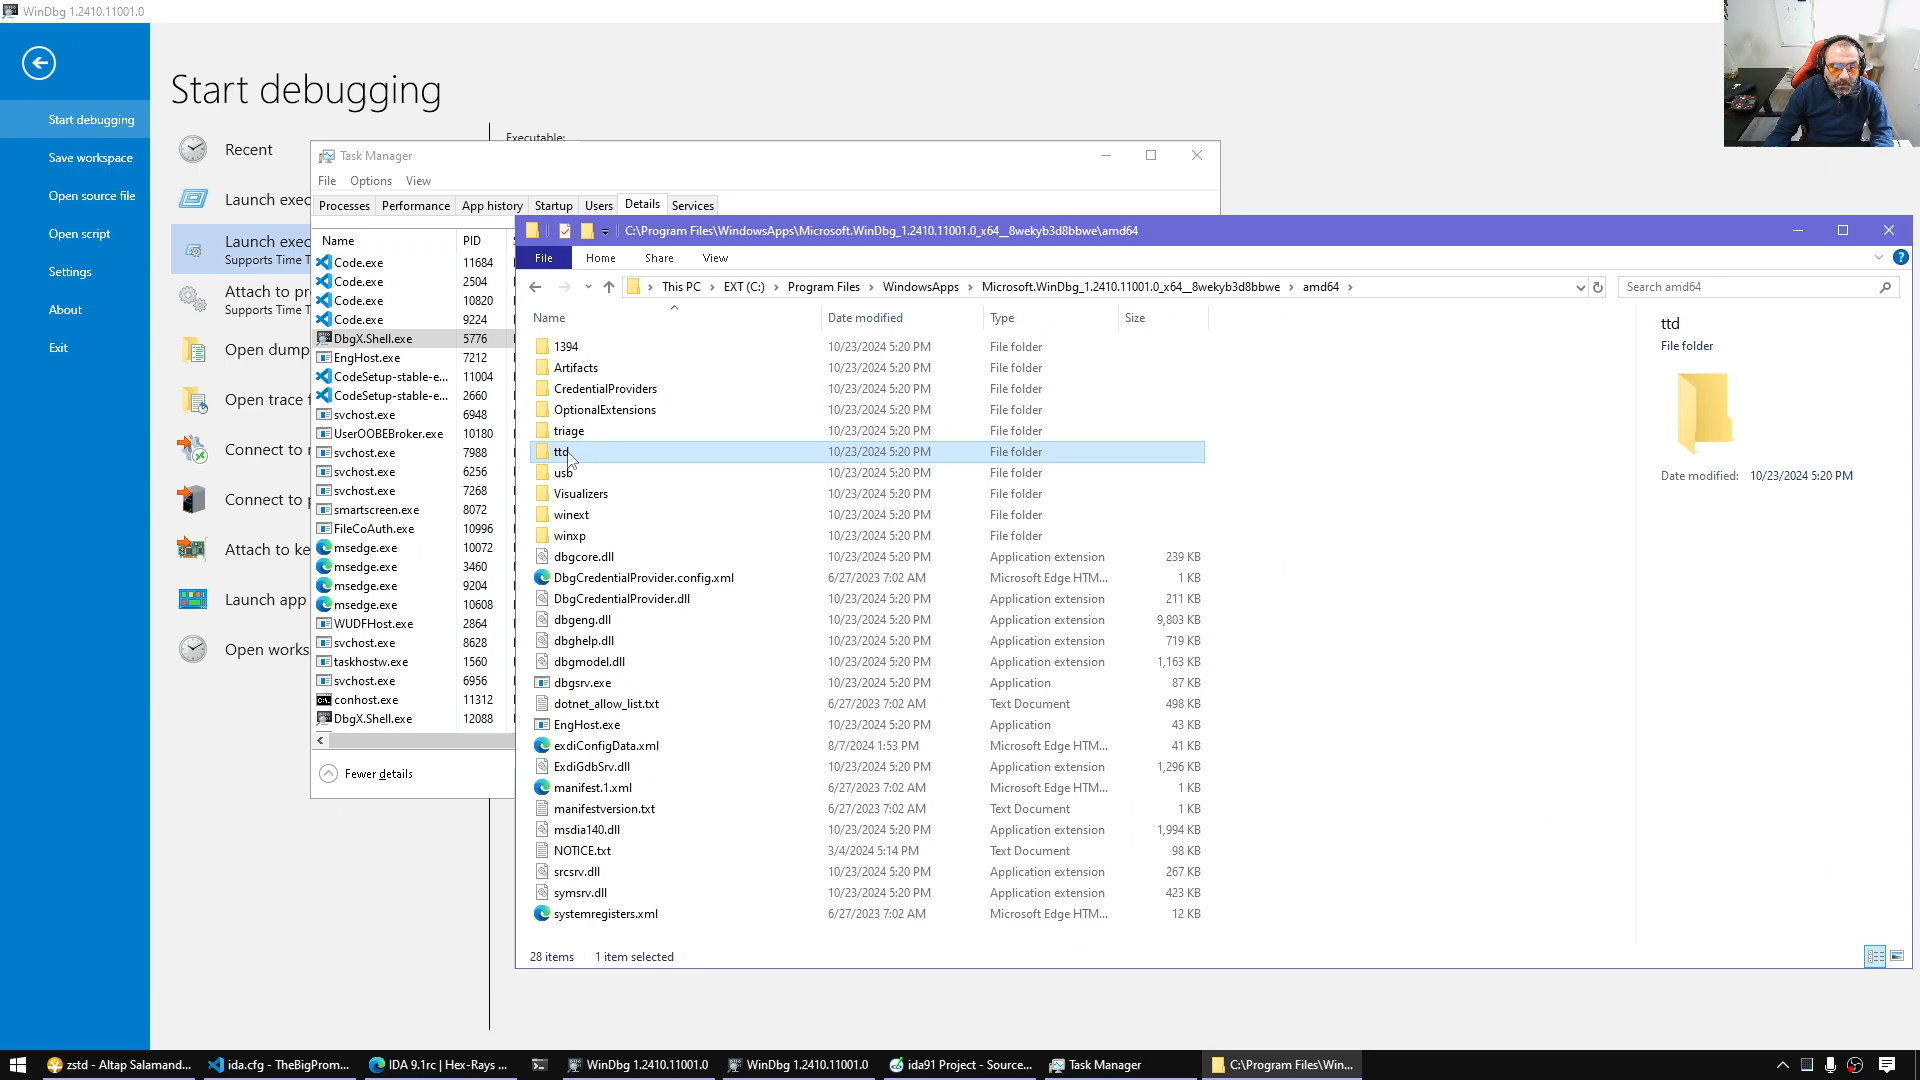 WinDbg 1.2410.11001.0
Start debugging
Save workspace
Open source file
Open script
Settings
About
Exit
Start debugging
Recent
Launch exec
Launch exec
Supports Time T
Attach to pr
Supports Time T
Open dump
Open trace f
Connect to r
Connect to p
Attach to ke
Launch app
Open works
Executable:
Task Manager
File Options View
Processes Performance App history Startup Users Details Services
Name PID
Code.exe 11684
Code.exe 2504
Code.exe 10820
Code.exe 9224
DbgX.Shell.exe 5776
EngHost.exe 7212
CodeSetup-stable-e... 11004
CodeSetup-stable-e... 2660
svchost.exe 6948
UserOOBEBroker.exe 10180
svchost.exe 7988
svchost.exe 6256
svchost.exe 7268
smartscreen.exe 8072
FileCoAuth.exe 10996
msedge.exe 10072
msedge.exe 3460
msedge.exe 9204
msedge.exe 10608
WUDFHost.exe 2864
svchost.exe 8628
taskhostw.exe 1560
svchost.exe 6956
conhost.exe 11312
DbgX.Shell.exe 12088
Fewer details
C:\Program Files\WindowsApps\Microsoft.WinDbg_1.2410.11001.0_x64__8wekyb3d8bbwe\amd64
File Home Share View
This PC EXT (C:) Program Files WindowsApps Microsoft.WinDbg_1.2410.11001.0_x64__8wekyb3d8bbwe amd64
Search amd64
Name Date modified Type Size
1394 10/23/2024 5:20 PM File folder
Artifacts 10/23/2024 5:20 PM File folder
CredentialProviders 10/23/2024 5:20 PM File folder
OptionalExtensions 10/23/2024 5:20 PM File folder
triage 10/23/2024 5:20 PM File folder
ttd 10/23/2024 5:20 PM File folder
usb 10/23/2024 5:20 PM File folder
Visualizers 10/23/2024 5:20 PM File folder
winext 10/23/2024 5:20 PM File folder
winxp 10/23/2024 5:20 PM File folder
dbgcore.dll 10/23/2024 5:20 PM Application extension 239 KB
DbgCredentialProvider.config.xml 6/27/2023 7:02 AM Microsoft Edge HTM... 1 KB
DbgCredentialProvider.dll 10/23/2024 5:20 PM Application extension 211 KB
dbgeng.dll 10/23/2024 5:20 PM Application extension 9,803 KB
dbghelp.dll 10/23/2024 5:20 PM Application extension 719 KB
dbgmodel.dll 10/23/2024 5:20 PM Application extension 1,163 KB
dbgsrv.exe 10/23/2024 5:20 PM Application 87 KB
dotnet_allow_list.txt 6/27/2023 7:02 AM Text Document 498 KB
EngHost.exe 10/23/2024 5:20 PM Application 43 KB
exdiConfigData.xml 8/7/2024 1:53 PM Microsoft Edge HTM... 41 KB
ExdiGdbSrv.dll 10/23/2024 5:20 PM Application extension 1,296 KB
manifest.1.xml 6/27/2023 7:02 AM Microsoft Edge HTM... 1 KB
manifestversion.txt 6/27/2023 7:02 AM Text Document 1 KB
msdia140.dll 10/23/2024 5:20 PM Application extension 1,994 KB
NOTICE.txt 3/4/2024 5:14 PM Text Document 98 KB
srcsrv.dll 10/23/2024 5:20 PM Application extension 267 KB
symsrv.dll 10/23/2024 5:20 PM Application extension 423 KB
systemregisters.xml 6/27/2023 7:02 AM Microsoft Edge HTM... 12 KB
ttd
File folder
Date modified: 10/23/2024 5:20 PM
28 items 1 item selected
zstd - Altap Salamand... ida.cfg - TheBigProm... IDA 9.1rc | Hex-Rays ... WinDbg 1.2410.11001.0 WinDbg 1.2410.11001.0 ida91 Project - Source... Task Manager C:\Program Files\Win...